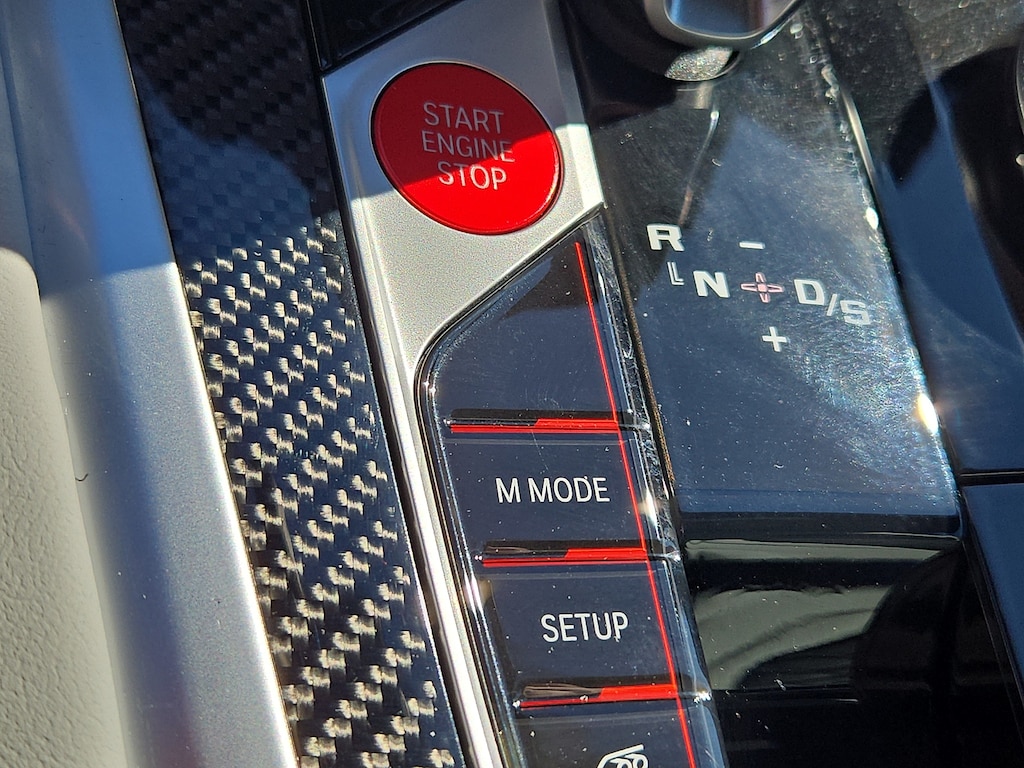 START
ENGINE
STOP
R -
N D/S
+
M MODE
SETUP